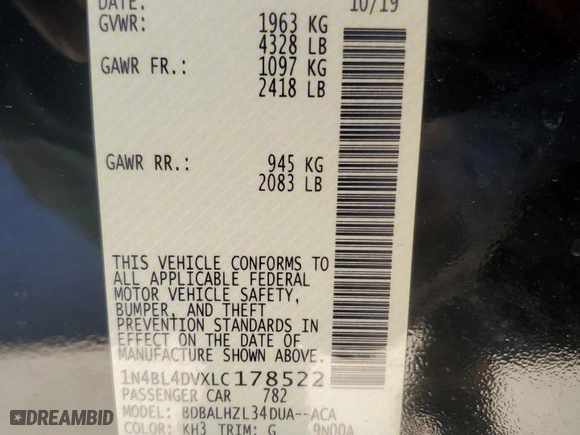 DATE: 10/19
GVWR: 1963 KG
4328 LB
GAWR FR.: 1097 KG
2418 LB
GAWR RR.: 945 KG
2083 LB
THIS VEHICLE CONFORMS TO
ALL APPLICABLE FEDERAL
MOTOR VEHICLE SAFETY,
BUMPER, AND THEFT
PREVENTION STANDARDS IN
EFFECT ON THE DATE OF
MANUFACTURE SHOWN ABOVE.
1N4BL4DVXLC178522
PASSENGER CAR 782
MODEL: BDBALHZL34DUA--ACA
COLOR: KH3 TRIM: G 9N00A
DREAMBID.COM